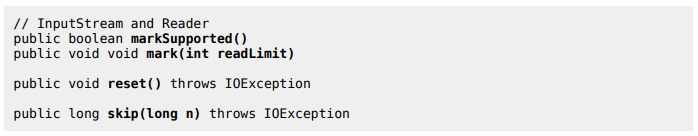 // InputStream and Reader
public boolean markSupported()
public void void mark(int readLimit)
public void reset() throws IOException
public long skip(long n) throws IOException